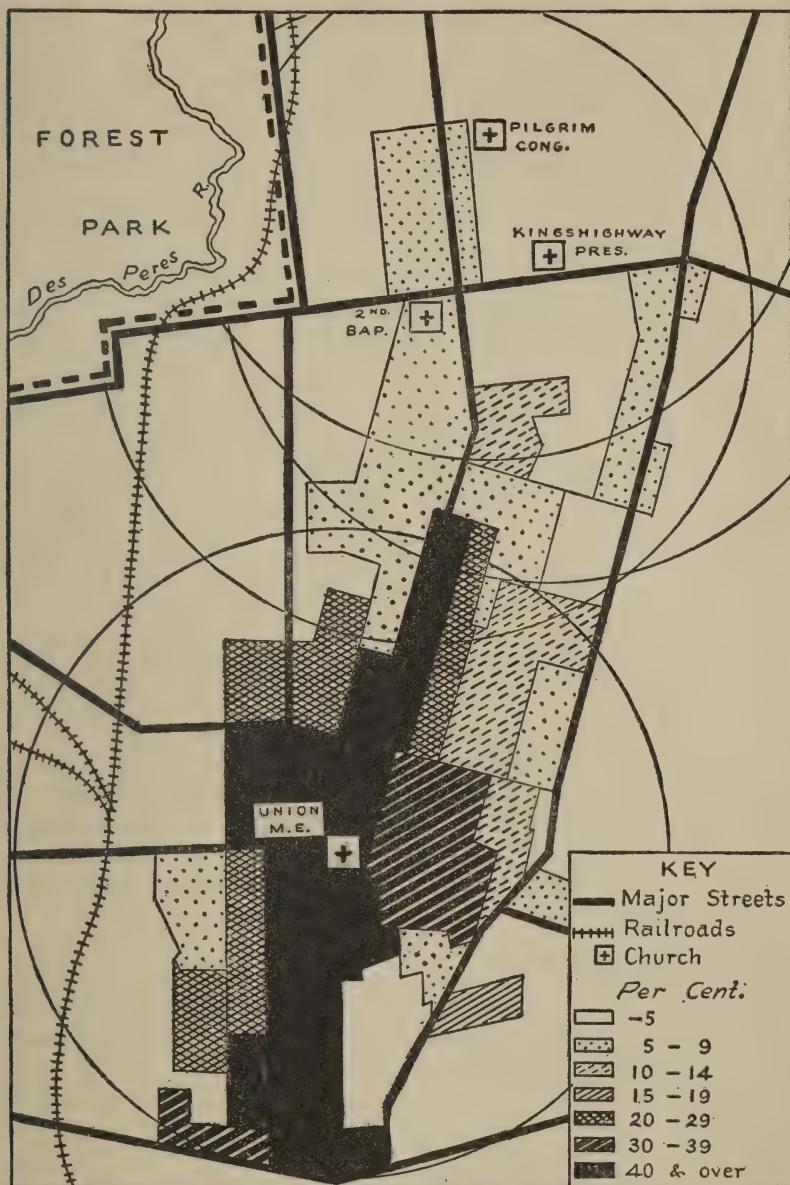 FOREST
PARK
Des Peres R.
PILGRIM
CONG.
KINGSHIGHWAY
PRES.
2ND.
BAP.
UNION
M.E.
KEY
Major Streets
Railroads
Church
Per Cent:
-5
5 - 9
10 - 14
15 - 19
20 - 29
30 - 39
40 & over